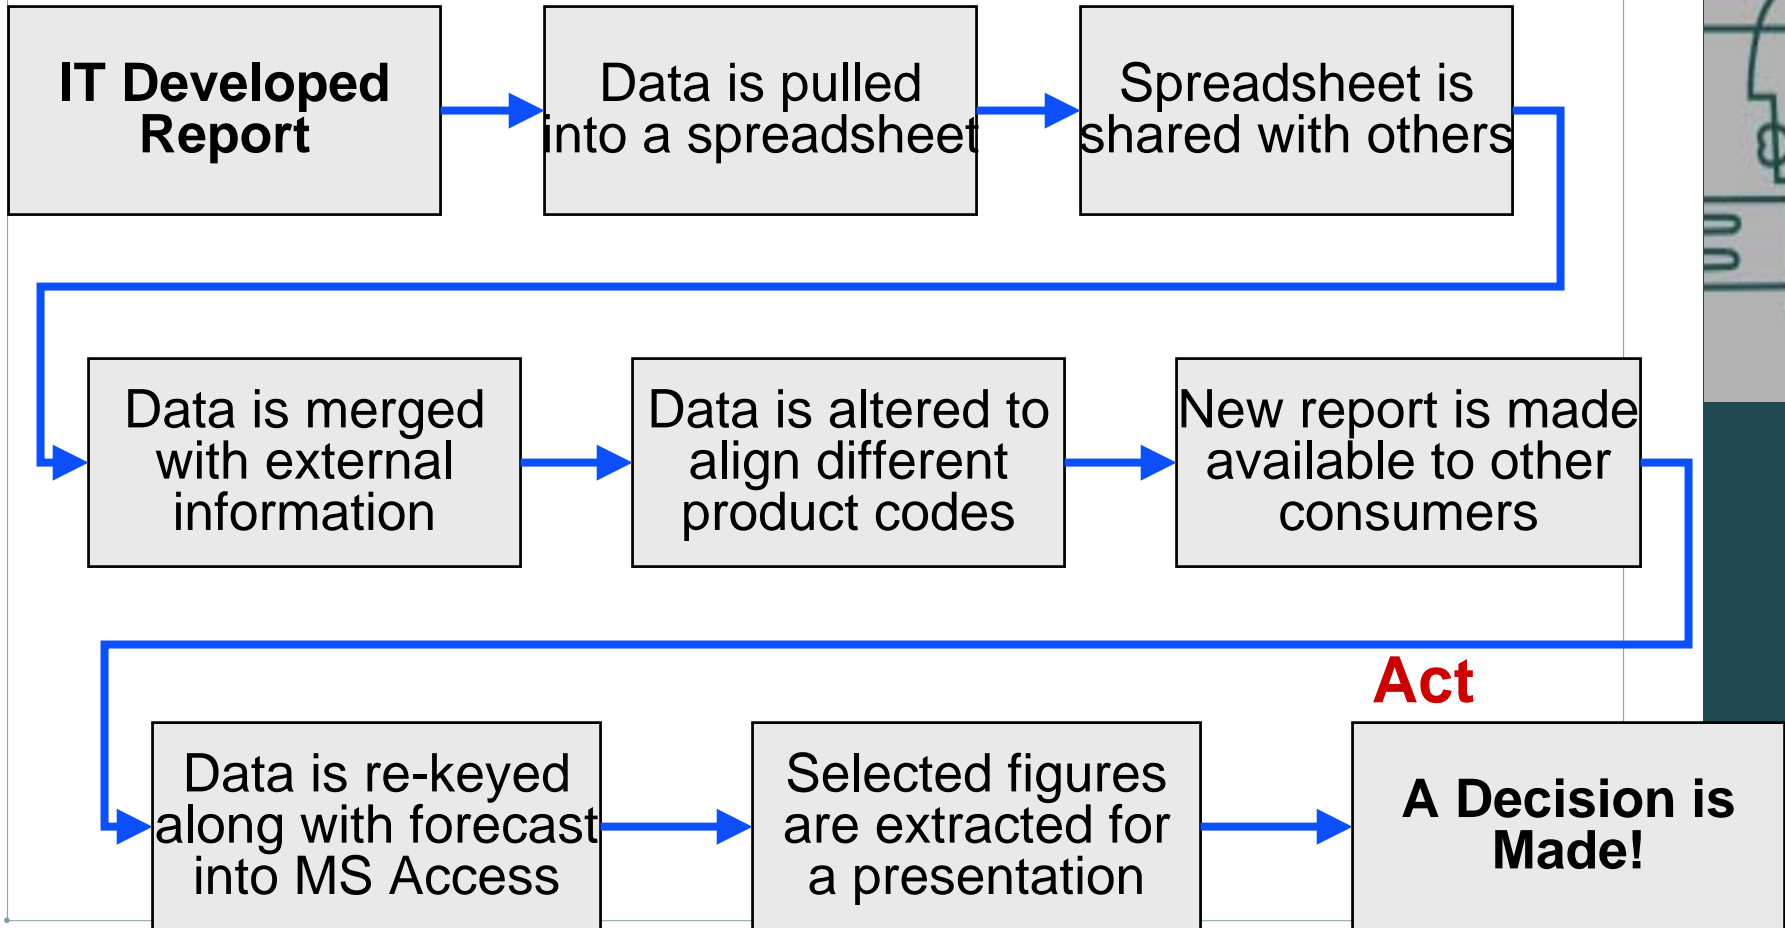 IT Developed
Report
Data is pulled
into a spreadsheet
Spreadsheet is
shared with others
Data is merged
with external
information
Data is altered to
align different
product codes
New report is made
available to other
consumers
Act
Data is re-keyed
along with forecast
into MS Access
Selected figures
are extracted for
a presentation
A Decision is
Made!